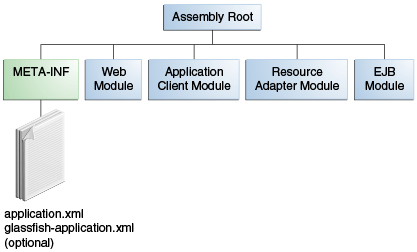 Assembly Root
META-INF
Web
Module
Application
Client Module
Resource
Adapter Module
EJB
Module
application.xml
glassfish-application.xml
(optional)